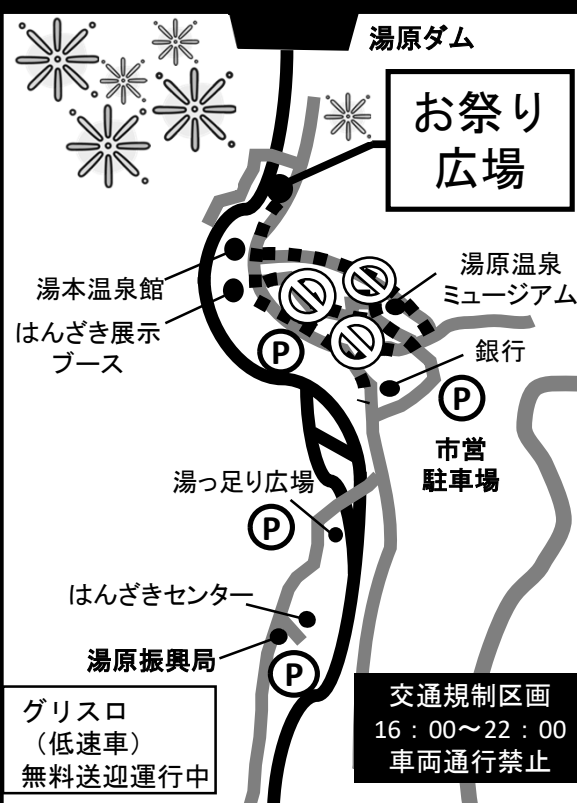 湯原ダム
お祭り
広場
湯本温泉館
はんざき展示
ブース
湯原温泉
ミュージアム
P
銀行
P
市営
駐車場
湯っ足り広場
P
はんざきセンター
湯原振興局
P
グリスロ
（低速車）
無料送迎運行中
交通規制区画
16：00～22：00
車両通行禁止